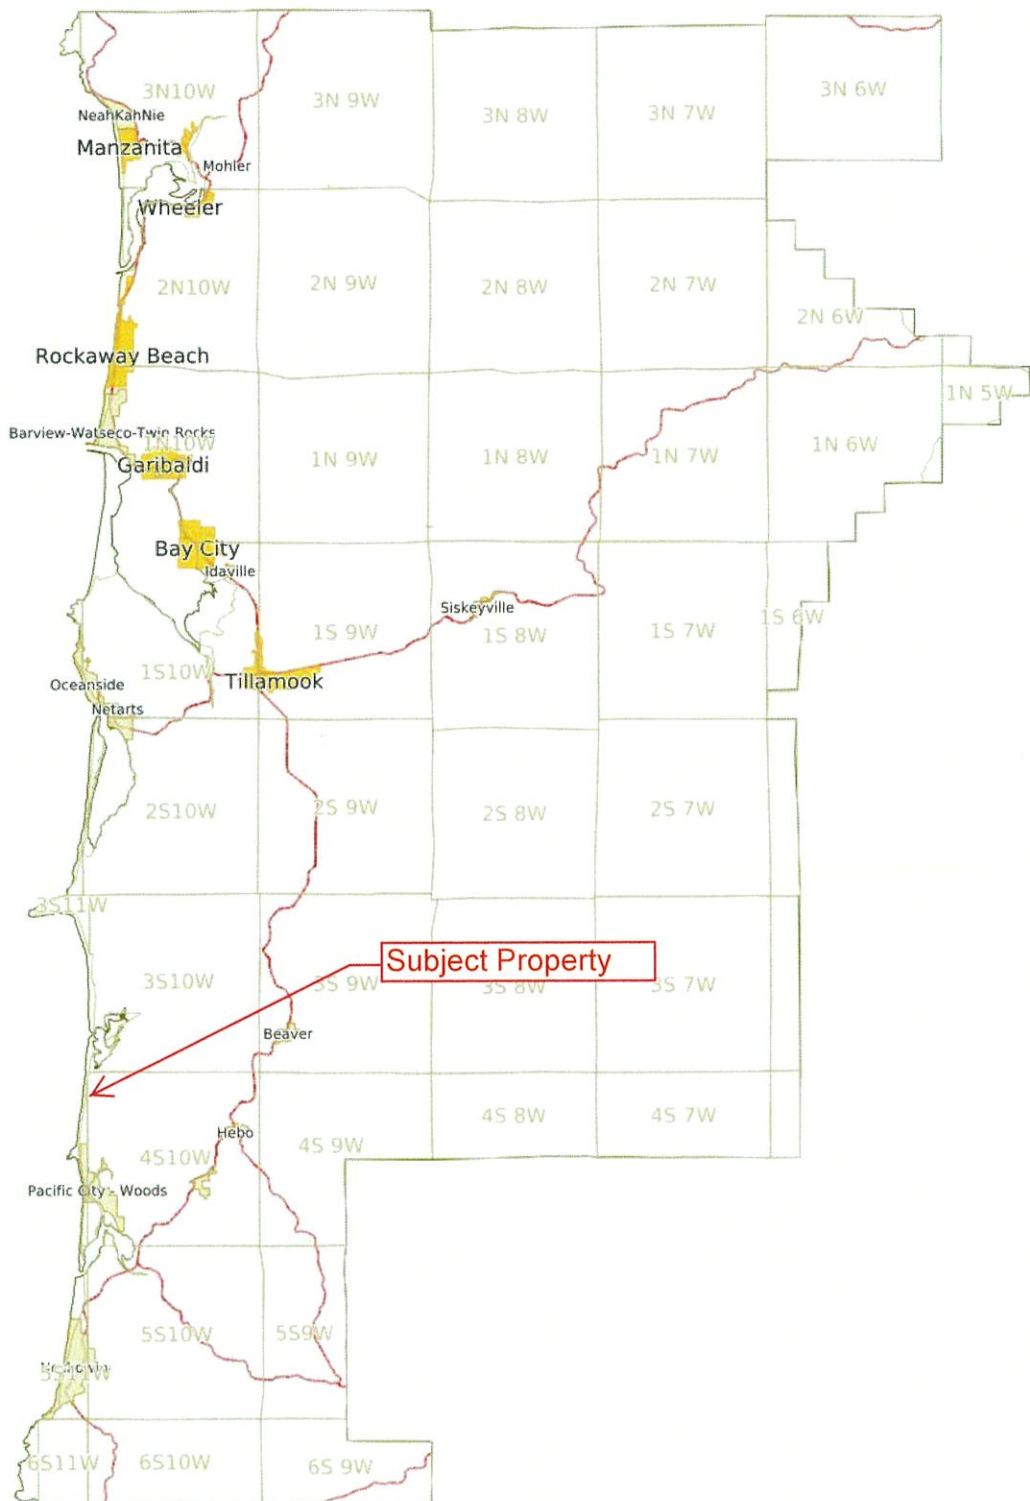 3N10W
3N 9W
3N 8W
3N 7W
3N 6W
NeahKahNie
Manzanita
Mohler
Wheeler
2N10W
2N 9W
2N 8W
2N 7W
2N 6W
Rockaway Beach
1N 5W
Barview-Watseco-Twin Rocks
1N10W
1N 9W
1N 8W
1N 7W
1N 6W
Garibaldi
Bay City
Idaville
Siskeyville
1S10W
1S 9W
1S 8W
1S 7W
1S 6W
Oceanside
Tillamook
Netarts
2S10W
2S 9W
2S 8W
2S 7W
3S11W
Subject Property
3S10W
3S 9W
3S 8W
3S 7W
Beaver
4S 8W
4S 7W
Hebo
4S10W
4S 9W
Pacific City - Woods
5S10W
5S9W
5S11W
6S11W
6S10W
6S 9W